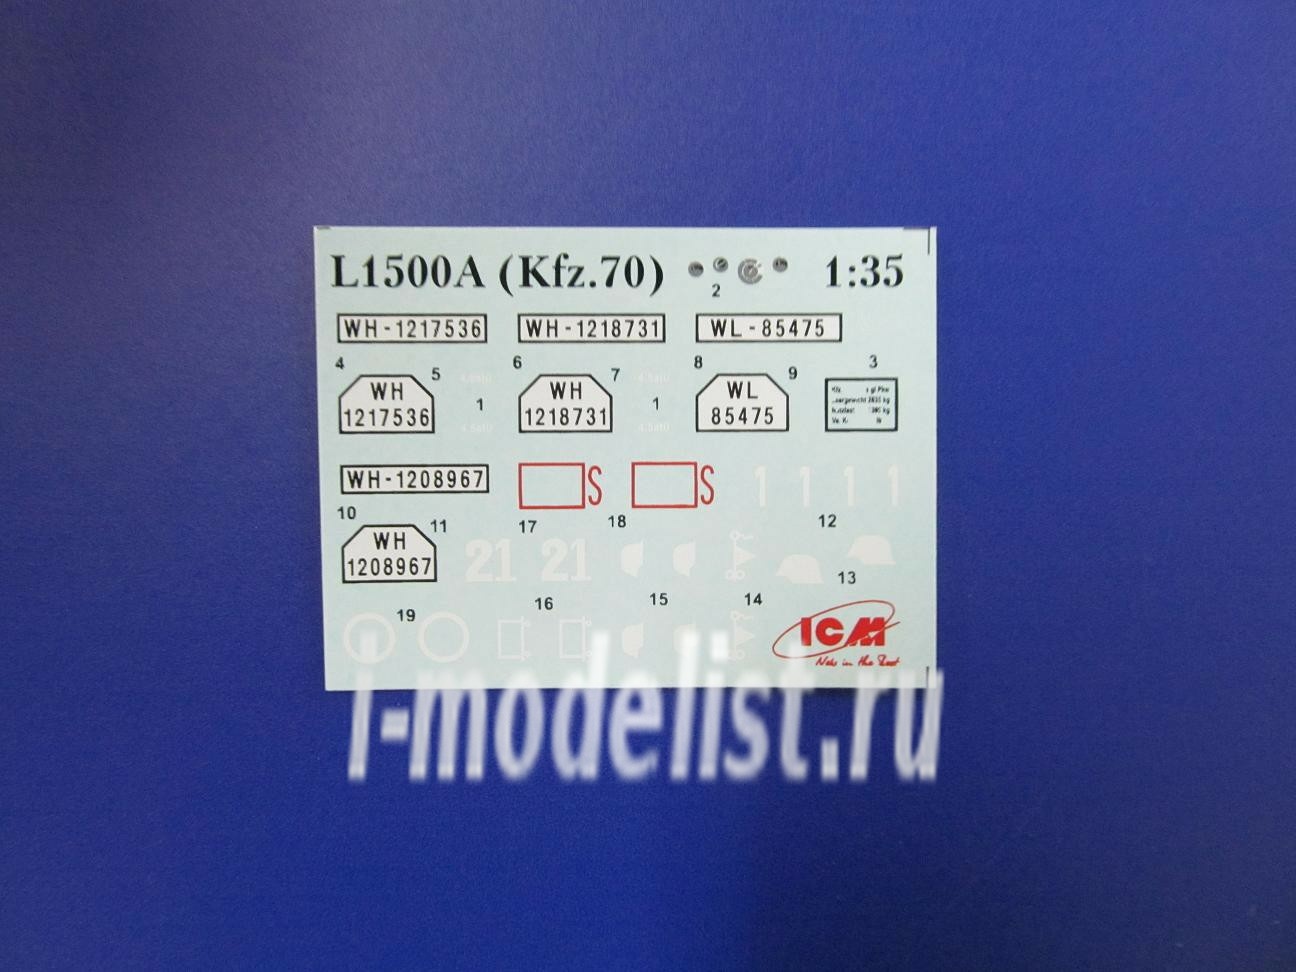 L1500A (Kfz.70) 2 1:35
WH-1217536 WH-1218731 WL-85475
4 5 6 7 8 9 3
WH
1217536
1
WH
1218731
1
WL
85475
WH-1208967 S S 1 1 1 1
10 11 17 18 12
WH
1208967
21 21
13
19 16 15 14
ICM
i-modelist.ru